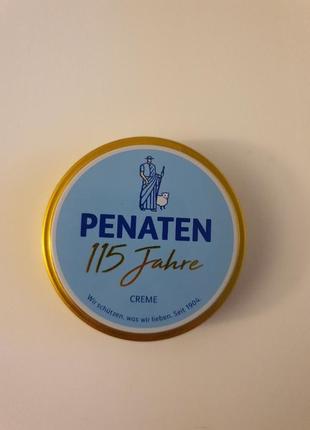 PENATEN
115 Jahre
CREME
Wir schützen, was wir lieben. Seit 1904.